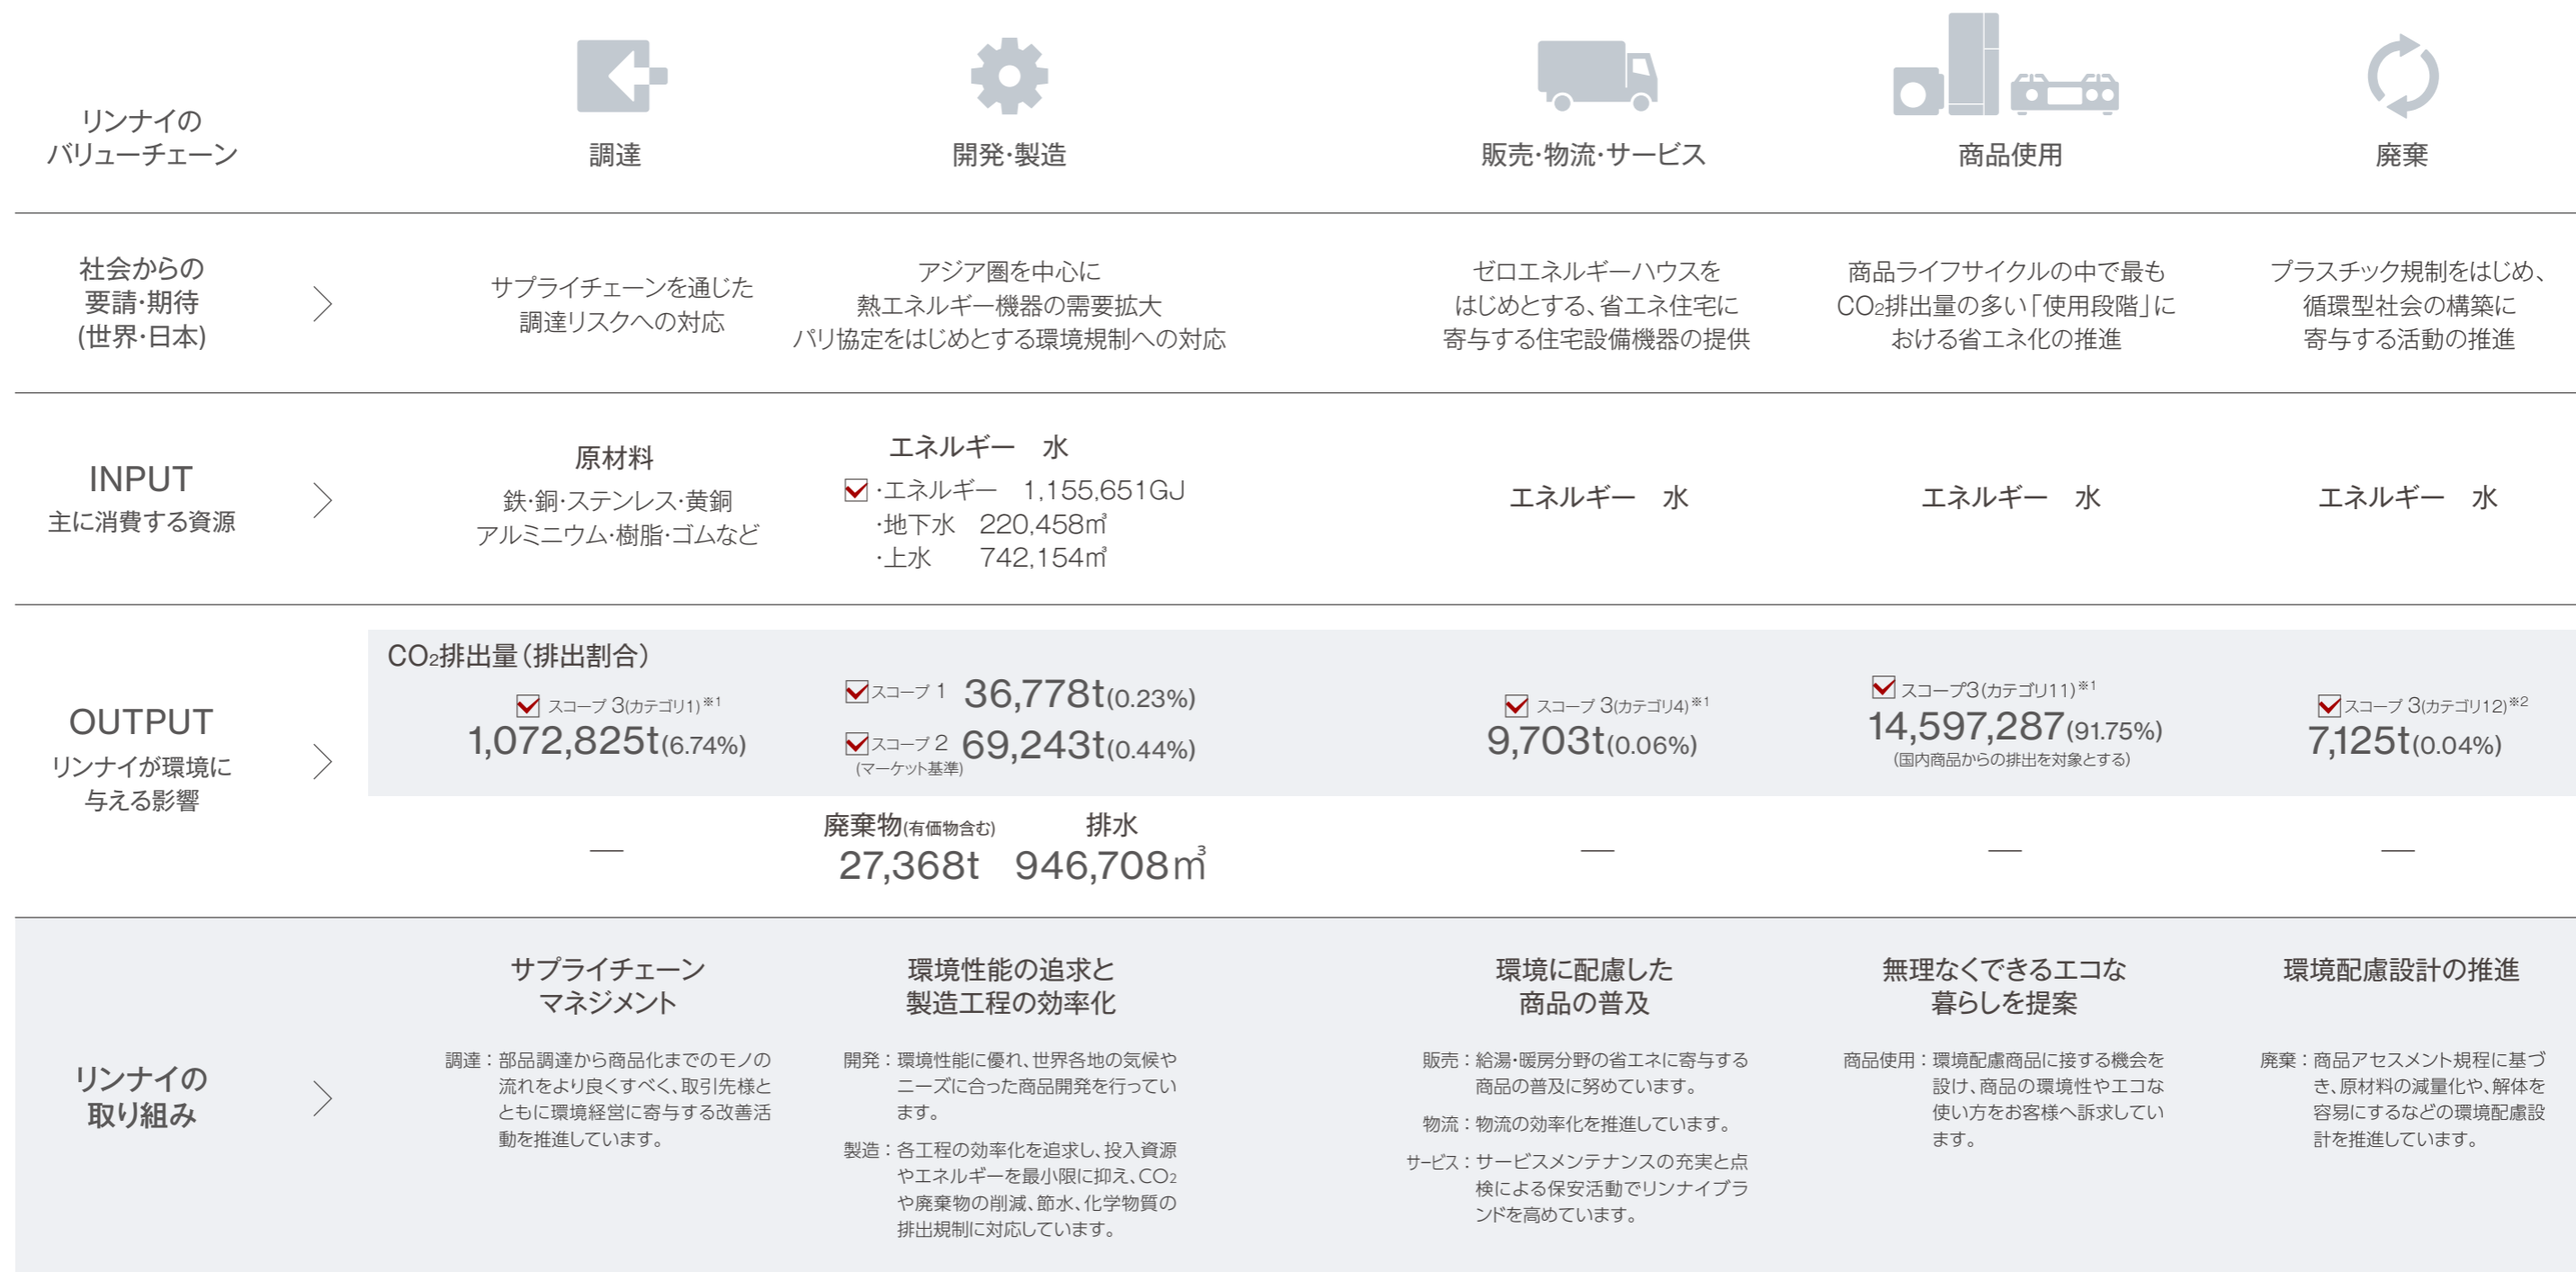 リンナイの
バリューチェーン
調達
開発・製造
販売・物流・サービス
商品使用
廃棄
社会からの
要請・期待
(世界・日本)
サプライチェーンを通じた
調達リスクへの対応
アジア圏を中心に
熱エネルギー機器の需要拡大
パリ協定をはじめとする環境規制への対応
ゼロエネルギーハウスを
はじめとする、省エネ住宅に
寄与する住宅設備機器の提供
商品ライフサイクルの中で最も
CO2排出量の多い「使用段階」に
おける省エネ化の推進
プラスチック規制をはじめ、
循環型社会の構築に
寄与する活動の推進
INPUT
主に消費する資源
原材料
鉄・銅・ステンレス・黄銅
アルミニウム・樹脂・ゴムなど
エネルギー 水
・エネルギー 1,155,651GJ
・地下水 220,458㎥
・上水 742,154㎥
エネルギー 水
エネルギー 水
エネルギー 水
OUTPUT
リンナイが環境に
与える影響
CO2排出量（排出割合）
スコープ 3(カテゴリ1)※1
1,072,825t(6.74%)
スコープ 1 36,778t(0.23%)
スコープ 2 69,243t(0.44%)
(マーケット基準)
スコープ 3(カテゴリ4)※1
9,703t(0.06%)
スコープ3(カテゴリ11)※1
14,597,287(91.75%)
(国内商品からの排出を対象とする)
スコープ 3(カテゴリ12)※2
7,125t(0.04%)
—
廃棄物(有価物含む) 排水
27,368t 946,708㎥
—
—
—
リンナイの
取り組み
サプライチェーン
マネジメント
調達：部品調達から商品化までのモノの
流れをより良くすべく、取引先様と
ともに環境経営に寄与する改善活
動を推進しています。
環境性能の追求と
製造工程の効率化
開発：環境性能に優れ、世界各地の気候や
ニーズに合った商品開発を行ってい
ます。
製造：各工程の効率化を追求し、投入資源
やエネルギーを最小限に抑え、CO2
や廃棄物の削減、節水、化学物質の
排出規制に対応しています。
環境に配慮した
商品の普及
販売：給湯・暖房分野の省エネに寄与する
商品の普及に努めています。
物流：物流の効率化を推進しています。
サービス：サービスメンテナンスの充実と点
検による保安活動でリンナイブラ
ンドを高めています。
無理なくできるエコな
暮らしを提案
商品使用：環境配慮商品に接する機会を
設け、商品の環境性やエコな
使い方をお客様へ訴求してい
ます。
環境配慮設計の推進
廃棄：商品アセスメント規程に基づ
き、原材料の減量化や、解体を
容易にするなどの環境配慮設
計を推進しています。